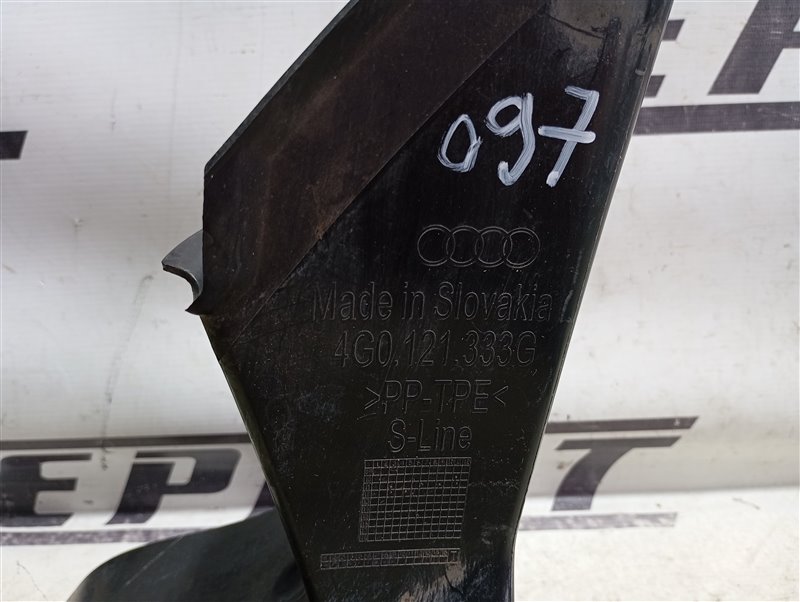 097
Made in Slovakia
4G0.121.333G
>PP-TPE<
S-Line